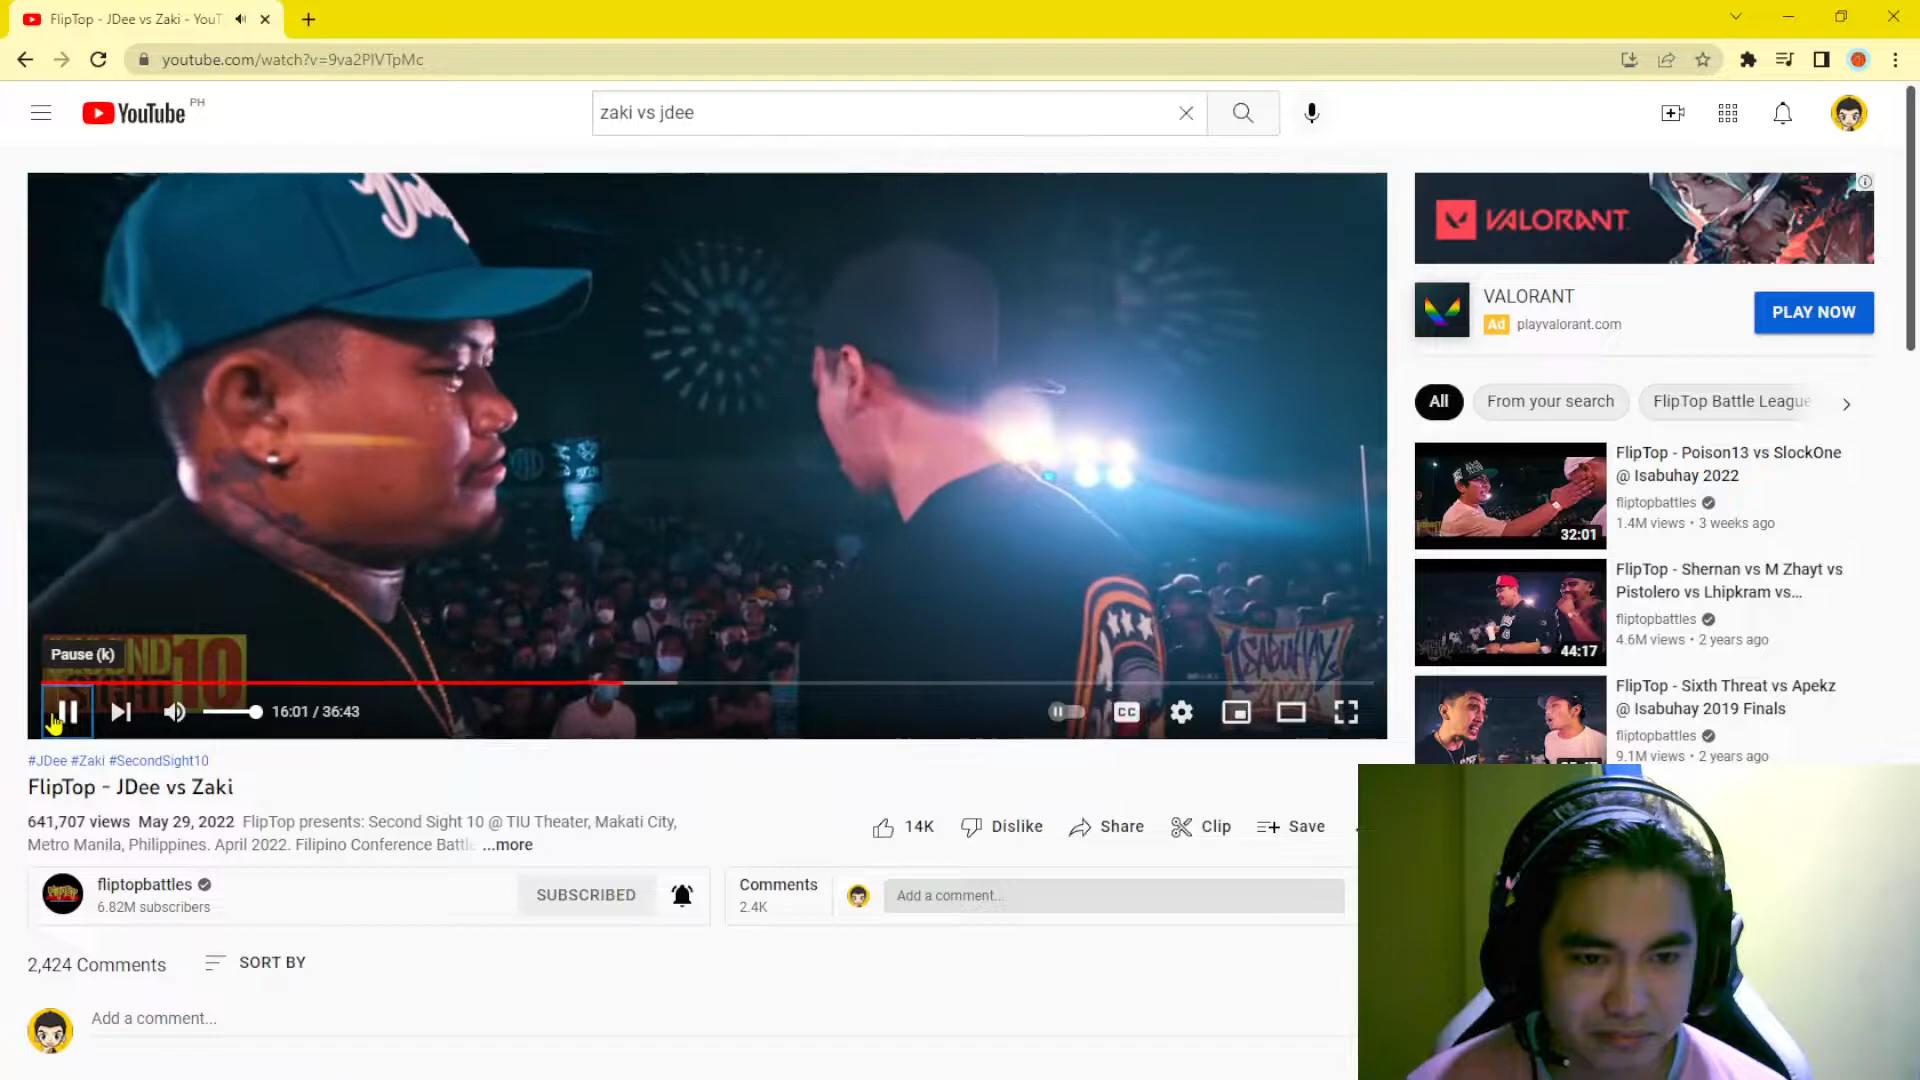 FlipTop - JDee vs Zaki - YouT
youtube.com/watch?v=9va2PlVTpMc
YouTube PH
zaki vs jdee
VALORANT
VALORANT
Ad playvalorant.com
PLAY NOW
All
From your search
FlipTop Battle League
FlipTop - Poison13 vs SlockOne
@ Isabuhay 2022
fliptopbattles
1.4M views • 3 weeks ago
32:01
FlipTop - Shernan vs M Zhayt vs
Pistolero vs Lhipkram vs...
fliptopbattles
4.6M views • 2 years ago
44:17
FlipTop - Sixth Threat vs Apekz
@ Isabuhay 2019 Finals
fliptopbattles
9.1M views • 2 years ago
ISABUHAY
10
Pause (k)
16:01 / 36:43
CC
#JDee #Zaki #SecondSight10
FlipTop - JDee vs Zaki
641,707 views May 29, 2022 FlipTop presents: Second Sight 10 @ TIU Theater, Makati City,
Metro Manila, Philippines. April 2022. Filipino Conference Battle ...more
14K
Dislike
Share
Clip
Save
fliptopbattles
6.82M subscribers
SUBSCRIBED
Comments
2.4K
Add a comment...
2,424 Comments
SORT BY
Add a comment...